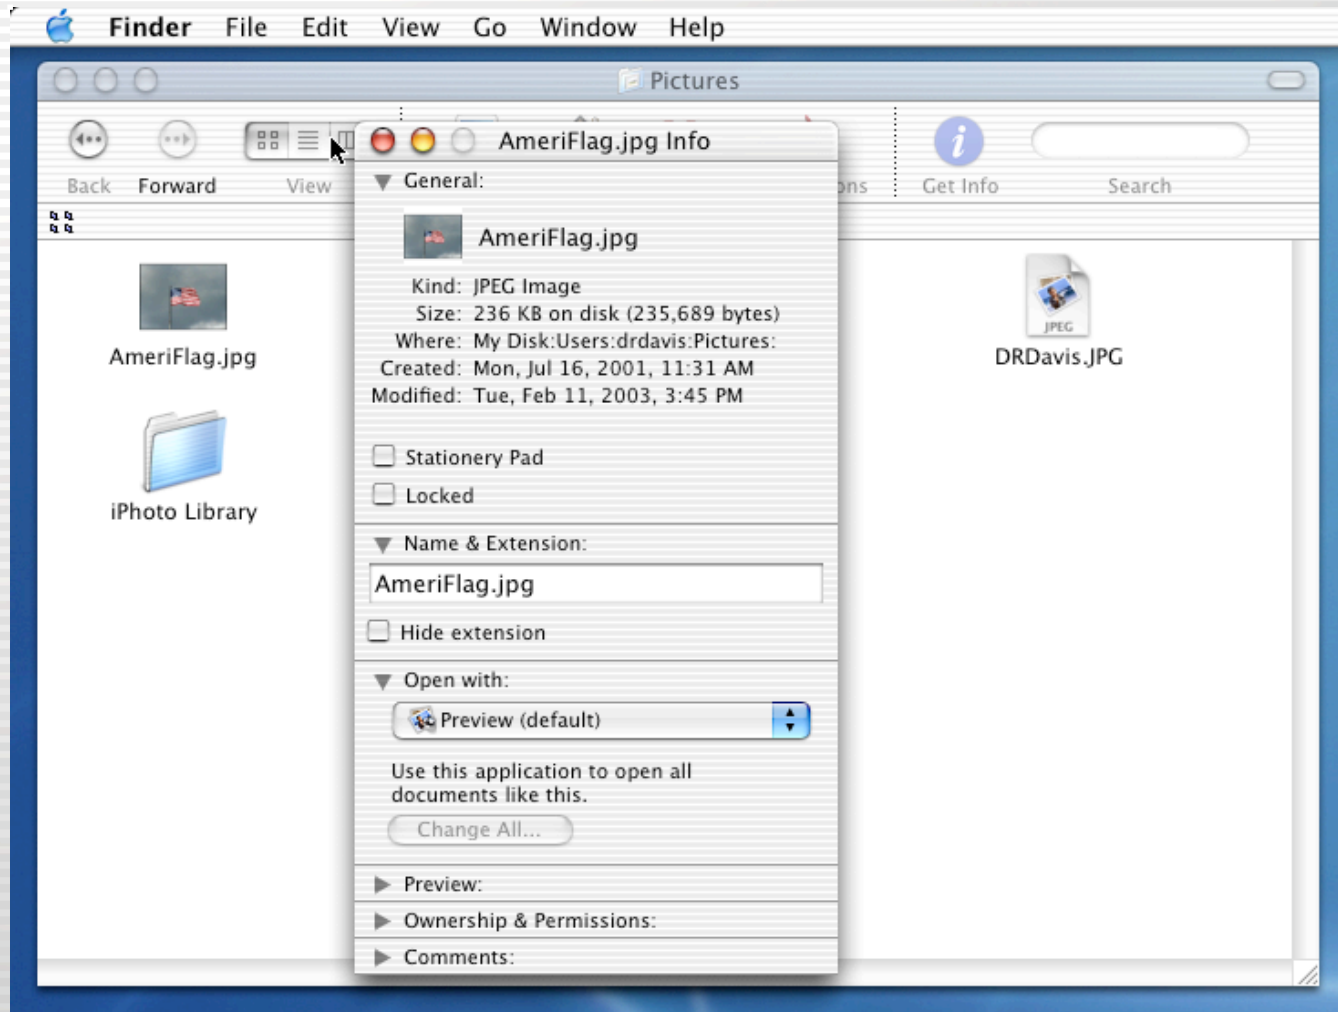 Finder File Edit View Go Window Help
Pictures
AmeriFlag.jpg Info
Back Forward View Get Info Search
General:
AmeriFlag.jpg
Kind: JPEG Image
Size: 236 KB on disk (235,689 bytes)
Where: My Disk:Users:drdavis:Pictures:
Created: Mon, Jul 16, 2001, 11:31 AM
Modified: Tue, Feb 11, 2003, 3:45 PM
Stationery Pad
Locked
Name & Extension:
AmeriFlag.jpg
Hide extension
Open with:
Preview (default)
Use this application to open all
documents like this.
Change All...
Preview:
Ownership & Permissions:
Comments:
AmeriFlag.jpg
iPhoto Library
JPEG
DRDavis.JPG